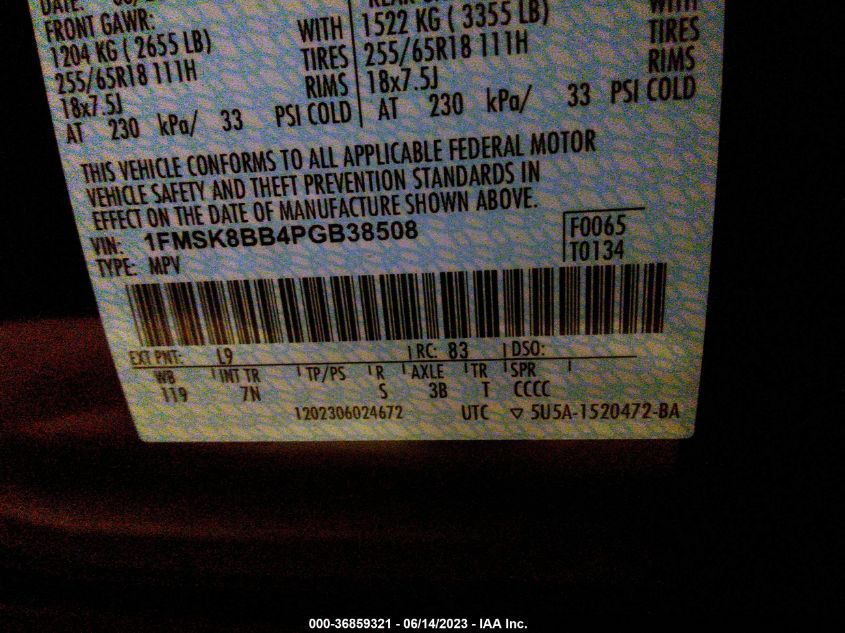 DATE:
FRONT GAWR:
1204 KG ( 2655 LB) WITH
255/65R18 111H TIRES
18x7.5J RIMS
AT 230 kPa/ 33 PSI COLD
1522 KG ( 3355 LB) WITH
255/65R18 111H TIRES
18x7.5J RIMS
AT 230 kPa/ 33 PSI COLD
THIS VEHICLE CONFORMS TO ALL APPLICABLE FEDERAL MOTOR
VEHICLE SAFETY AND THEFT PREVENTION STANDARDS IN
EFFECT ON THE DATE OF MANUFACTURE SHOWN ABOVE.
VIN: 1FMSK8BB4PGB38508
TYPE: MPV
F0065
T0134
EXT PNT: L9 RC: 83 DSO:
WB INT TR TP/PS R AXLE TR SPR
119 7N S 3B T CCCC
1202306024672 UTC ▽ 5U5A-1520472-BA
000-36859321 - 06/14/2023 - IAA Inc.